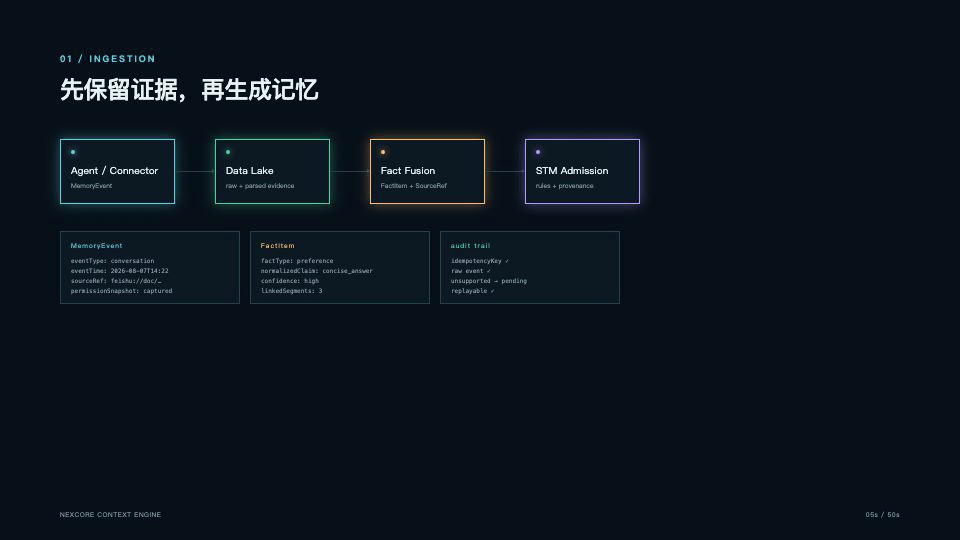 01 / INGESTION
先保留证据，再生成记忆
Agent / Connector
MemoryEvent
Data Lake
raw + parsed evidence
Fact Fusion
FactItem + SourceRef
STM Admission
rules + provenance
MemoryEvent
eventType: conversation
eventTime: 2026-08-07T14:22
sourceRef: feishu://doc/…
permissionSnapshot: captured
FactItem
factType: preference
normalizedClaim: concise_answer
confidence: high
linkedSegments: 3
audit trail
idempotencyKey ✓
raw event ✓
unsupported → pending
replayable ✓
NEXCORE CONTEXT ENGINE
05s / 50s